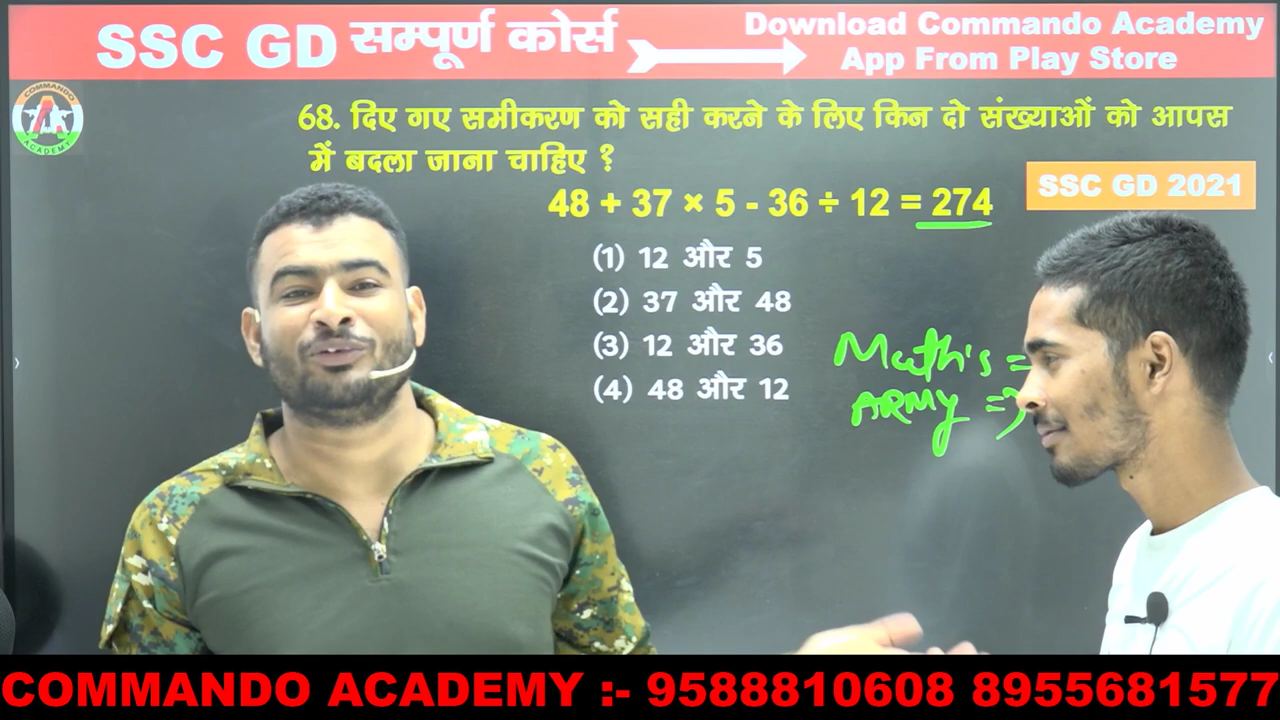 SSC GD सम्पूर्ण कोर्स
Download Commando Academy
App From Play Store
COMMANDO
ACADEMY
68. दिए गए समीकरण को सही करने के लिए किन दो संख्याओं को आपस
में बदला जाना चाहिए ?
SSC GD 2021
48 + 37 × 5 - 36 ÷ 12 = 274
(1) 12 और 5
(2) 37 और 48
(3) 12 और 36
(4) 48 और 12
Math's =
ARMY =>
COMMANDO ACADEMY :- 9588810608 8955681577